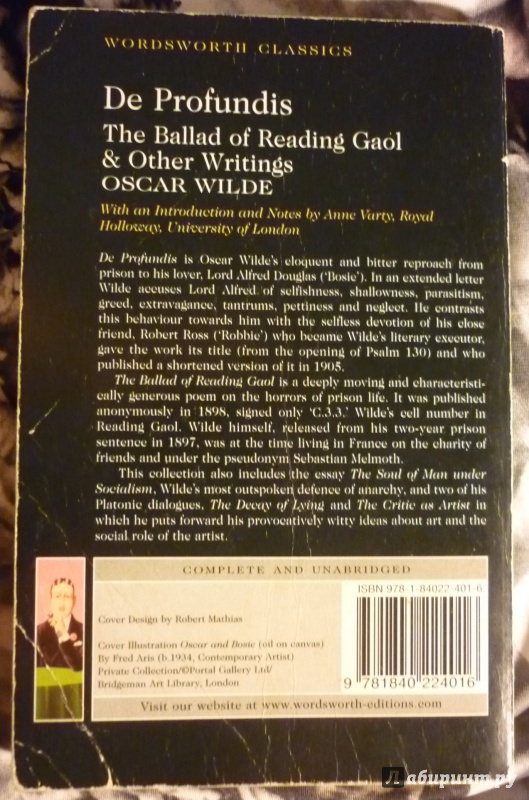 WORDSWORTH CLASSICS
De Profundis
The Ballad of Reading Gaol
& Other Writings
OSCAR WILDE
With an Introduction and Notes by Anne Varty, Royal
Holloway, University of London
De Profundis is Oscar Wilde's eloquent and bitter reproach from
prison to his lover, Lord Alfred Douglas ('Bosie'). In an extended letter
Wilde accuses Lord Alfred of selfishness, shallowness, parasitism,
greed, extravagance, tantrums, pettiness and neglect. He contrasts
this behaviour towards him with the selfless devotion of his close
friend, Robert Ross ('Robbie') who became Wilde's literary executor,
gave the work its title (from the opening of Psalm 130) and who
published a shortened version of it in 1905.
The Ballad of Reading Gaol is a deeply moving and characteristi-
cally generous poem on the horrors of prison life. It was published
anonymously in 1898, signed only 'C.3.3.' Wilde's cell number in
Reading Gaol. Wilde himself, released from his two-year prison
sentence in 1897, was at the time living in France on the charity of
friends and under the pseudonym Sebastian Melmoth.
This collection also includes the essay The Soul of Man under
Socialism, Wilde's most outspoken defence of anarchy, and two of his
Platonic dialogues, The Decay of Lying and The Critic as Artist in
which he puts forward his provocatively witty ideas about art and the
social role of the artist.
COMPLETE AND UNABRIDGED
ISBN 978-1-84022-401-6
Cover Design by Robert Mathias
Cover Illustration Oscar and Bosie (oil on canvas)
By Fred Aris (b.1934, Contemporary Artist)
Private Collection/©Portal Gallery Ltd/
Bridgeman Art Library, London
9 781840 224016
Visit our website at www.wordsworth-editions.com
Лабиринт.ру